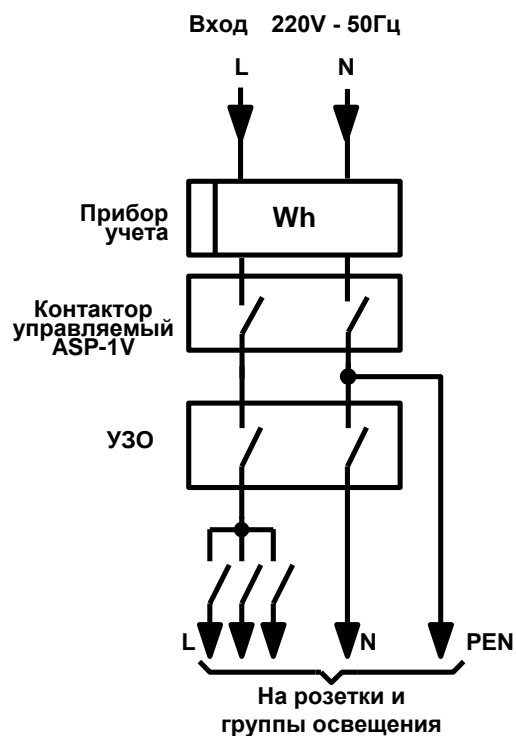 Вход 220V - 50Гц
L N
Прибор
учета
Wh
Контактор
управляемый
ASP-1V
УЗО
L N PEN
На розетки и
группы освещения